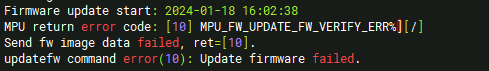 Firmware update start: 2024-01-18 16:02:38
MPU return error code: [10] MPU_FW_UPDATE_FW_VERIFY_ERR%][/]
Send fw image data failed, ret=[10].
updatefw command error(10): Update firmware failed.